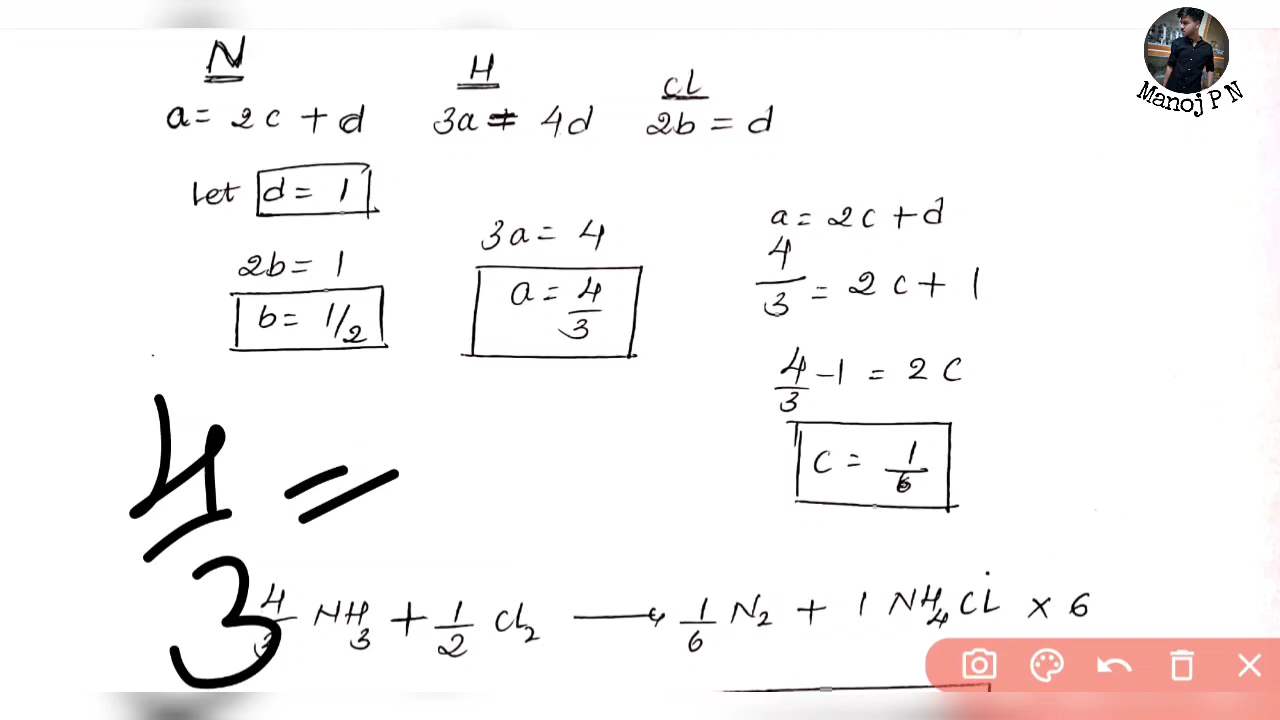 Manoj P N
N
H
CL
a = 2c + d
3a = 4d
2b = d
Let d = 1
2b = 1
b = 1/2
3a = 4
a = 4/3
a = 2c + d
4/3 = 2c + 1
4/3 - 1 = 2c
c = 1/6
4/3 =
4/3 NH₃ + 1/2 Cl₂ ⟶ 1/6 N₂ + 1 NH₄Cl × 6